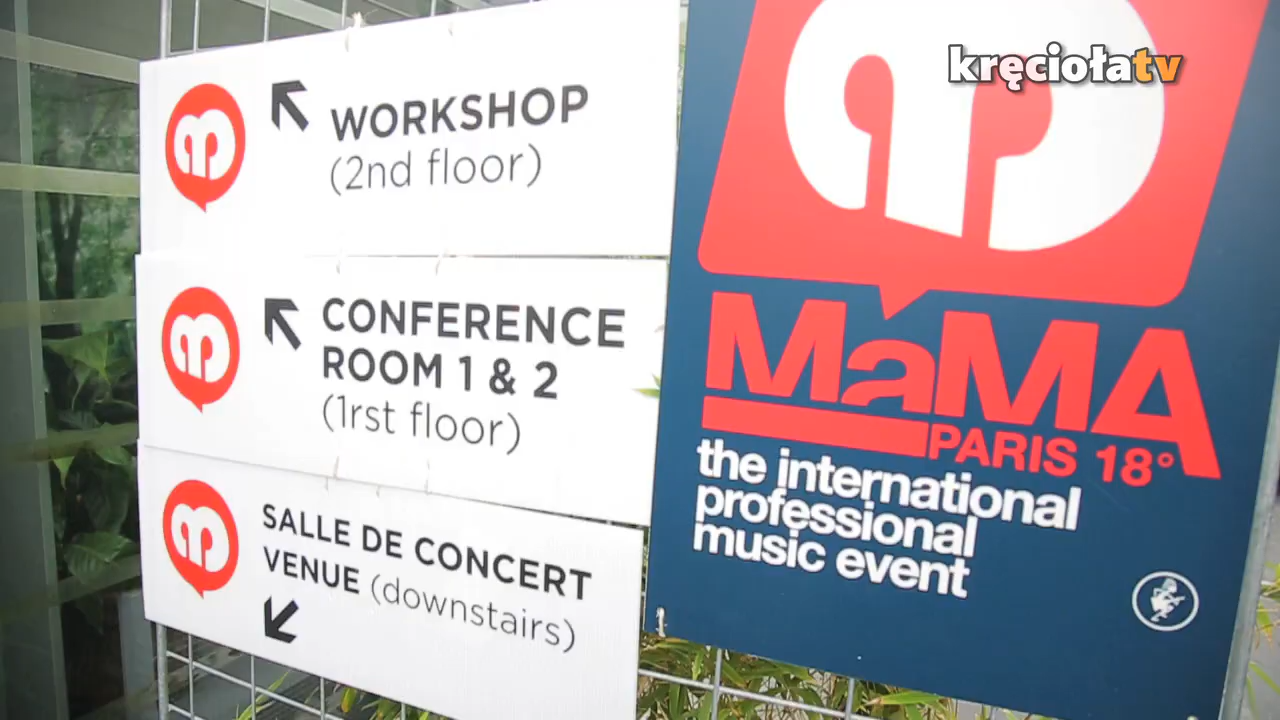 WORKSHOP
(2nd floor)
CONFERENCE
ROOM 1 & 2
(1rst floor)
SALLE DE CONCERT
VENUE (downstairs)
kręciołatv
MaMA
PARIS 18°
the international
professional
music event